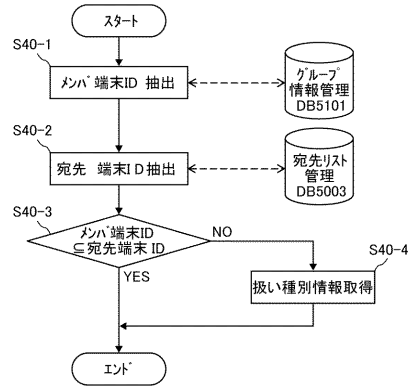 スタート
S40-1
メンバ端末ID 抽出
グループ
情報管理
DB5101
S40-2
宛先 端末ID抽出
宛先リスト
管理
DB5003
S40-3
メンバ端末ID
⊆宛先端末 ID
NO
S40-4
YES
扱い種別情報取得
エンド